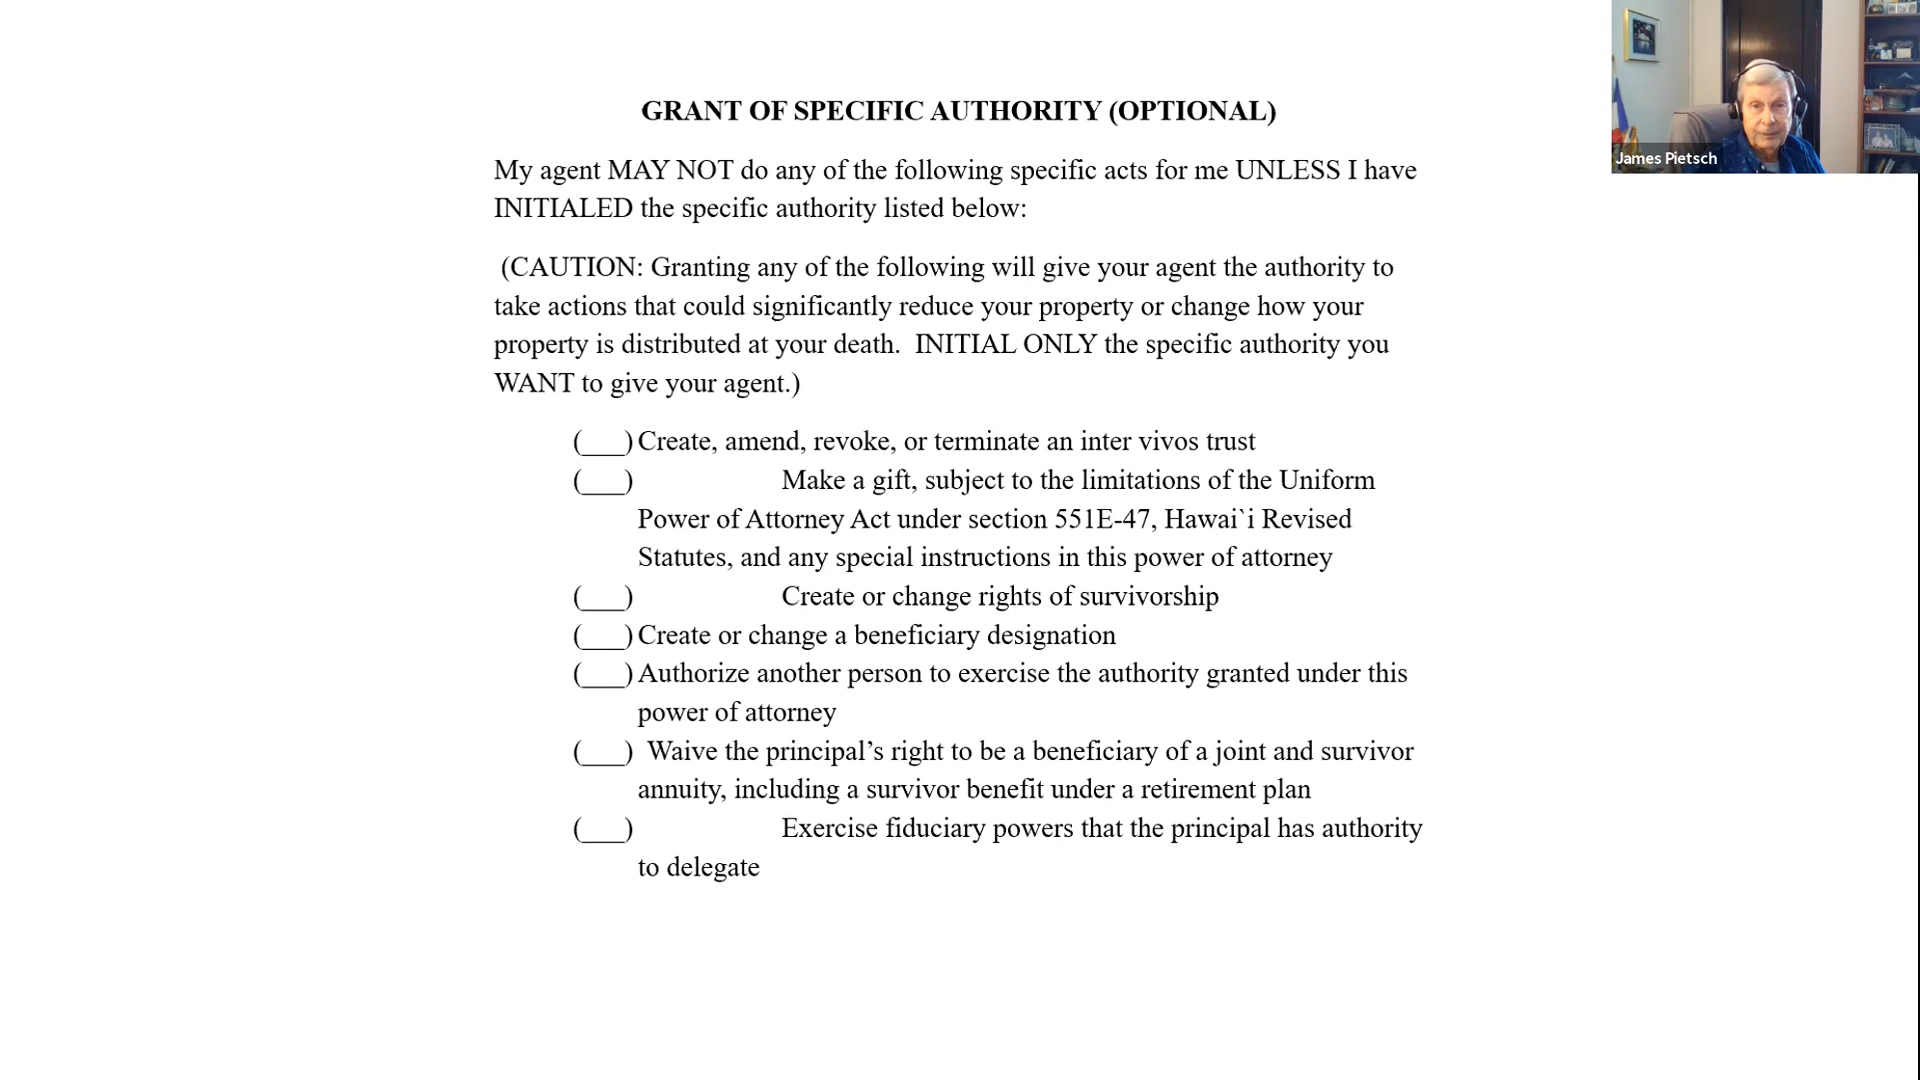 GRANT OF SPECIFIC AUTHORITY (OPTIONAL)
My agent MAY NOT do any of the following specific acts for me UNLESS I have
INITIALED the specific authority listed below:
(CAUTION: Granting any of the following will give your agent the authority to
take actions that could significantly reduce your property or change how your
property is distributed at your death.  INITIAL ONLY the specific authority you
WANT to give your agent.)
(___) Create, amend, revoke, or terminate an inter vivos trust
(___) Make a gift, subject to the limitations of the Uniform
Power of Attorney Act under section 551E-47, Hawai`i Revised
Statutes, and any special instructions in this power of attorney
(___) Create or change rights of survivorship
(___) Create or change a beneficiary designation
(___) Authorize another person to exercise the authority granted under this
power of attorney
(___) Waive the principal’s right to be a beneficiary of a joint and survivor
annuity, including a survivor benefit under a retirement plan
(___) Exercise fiduciary powers that the principal has authority
to delegate
James Pietsch